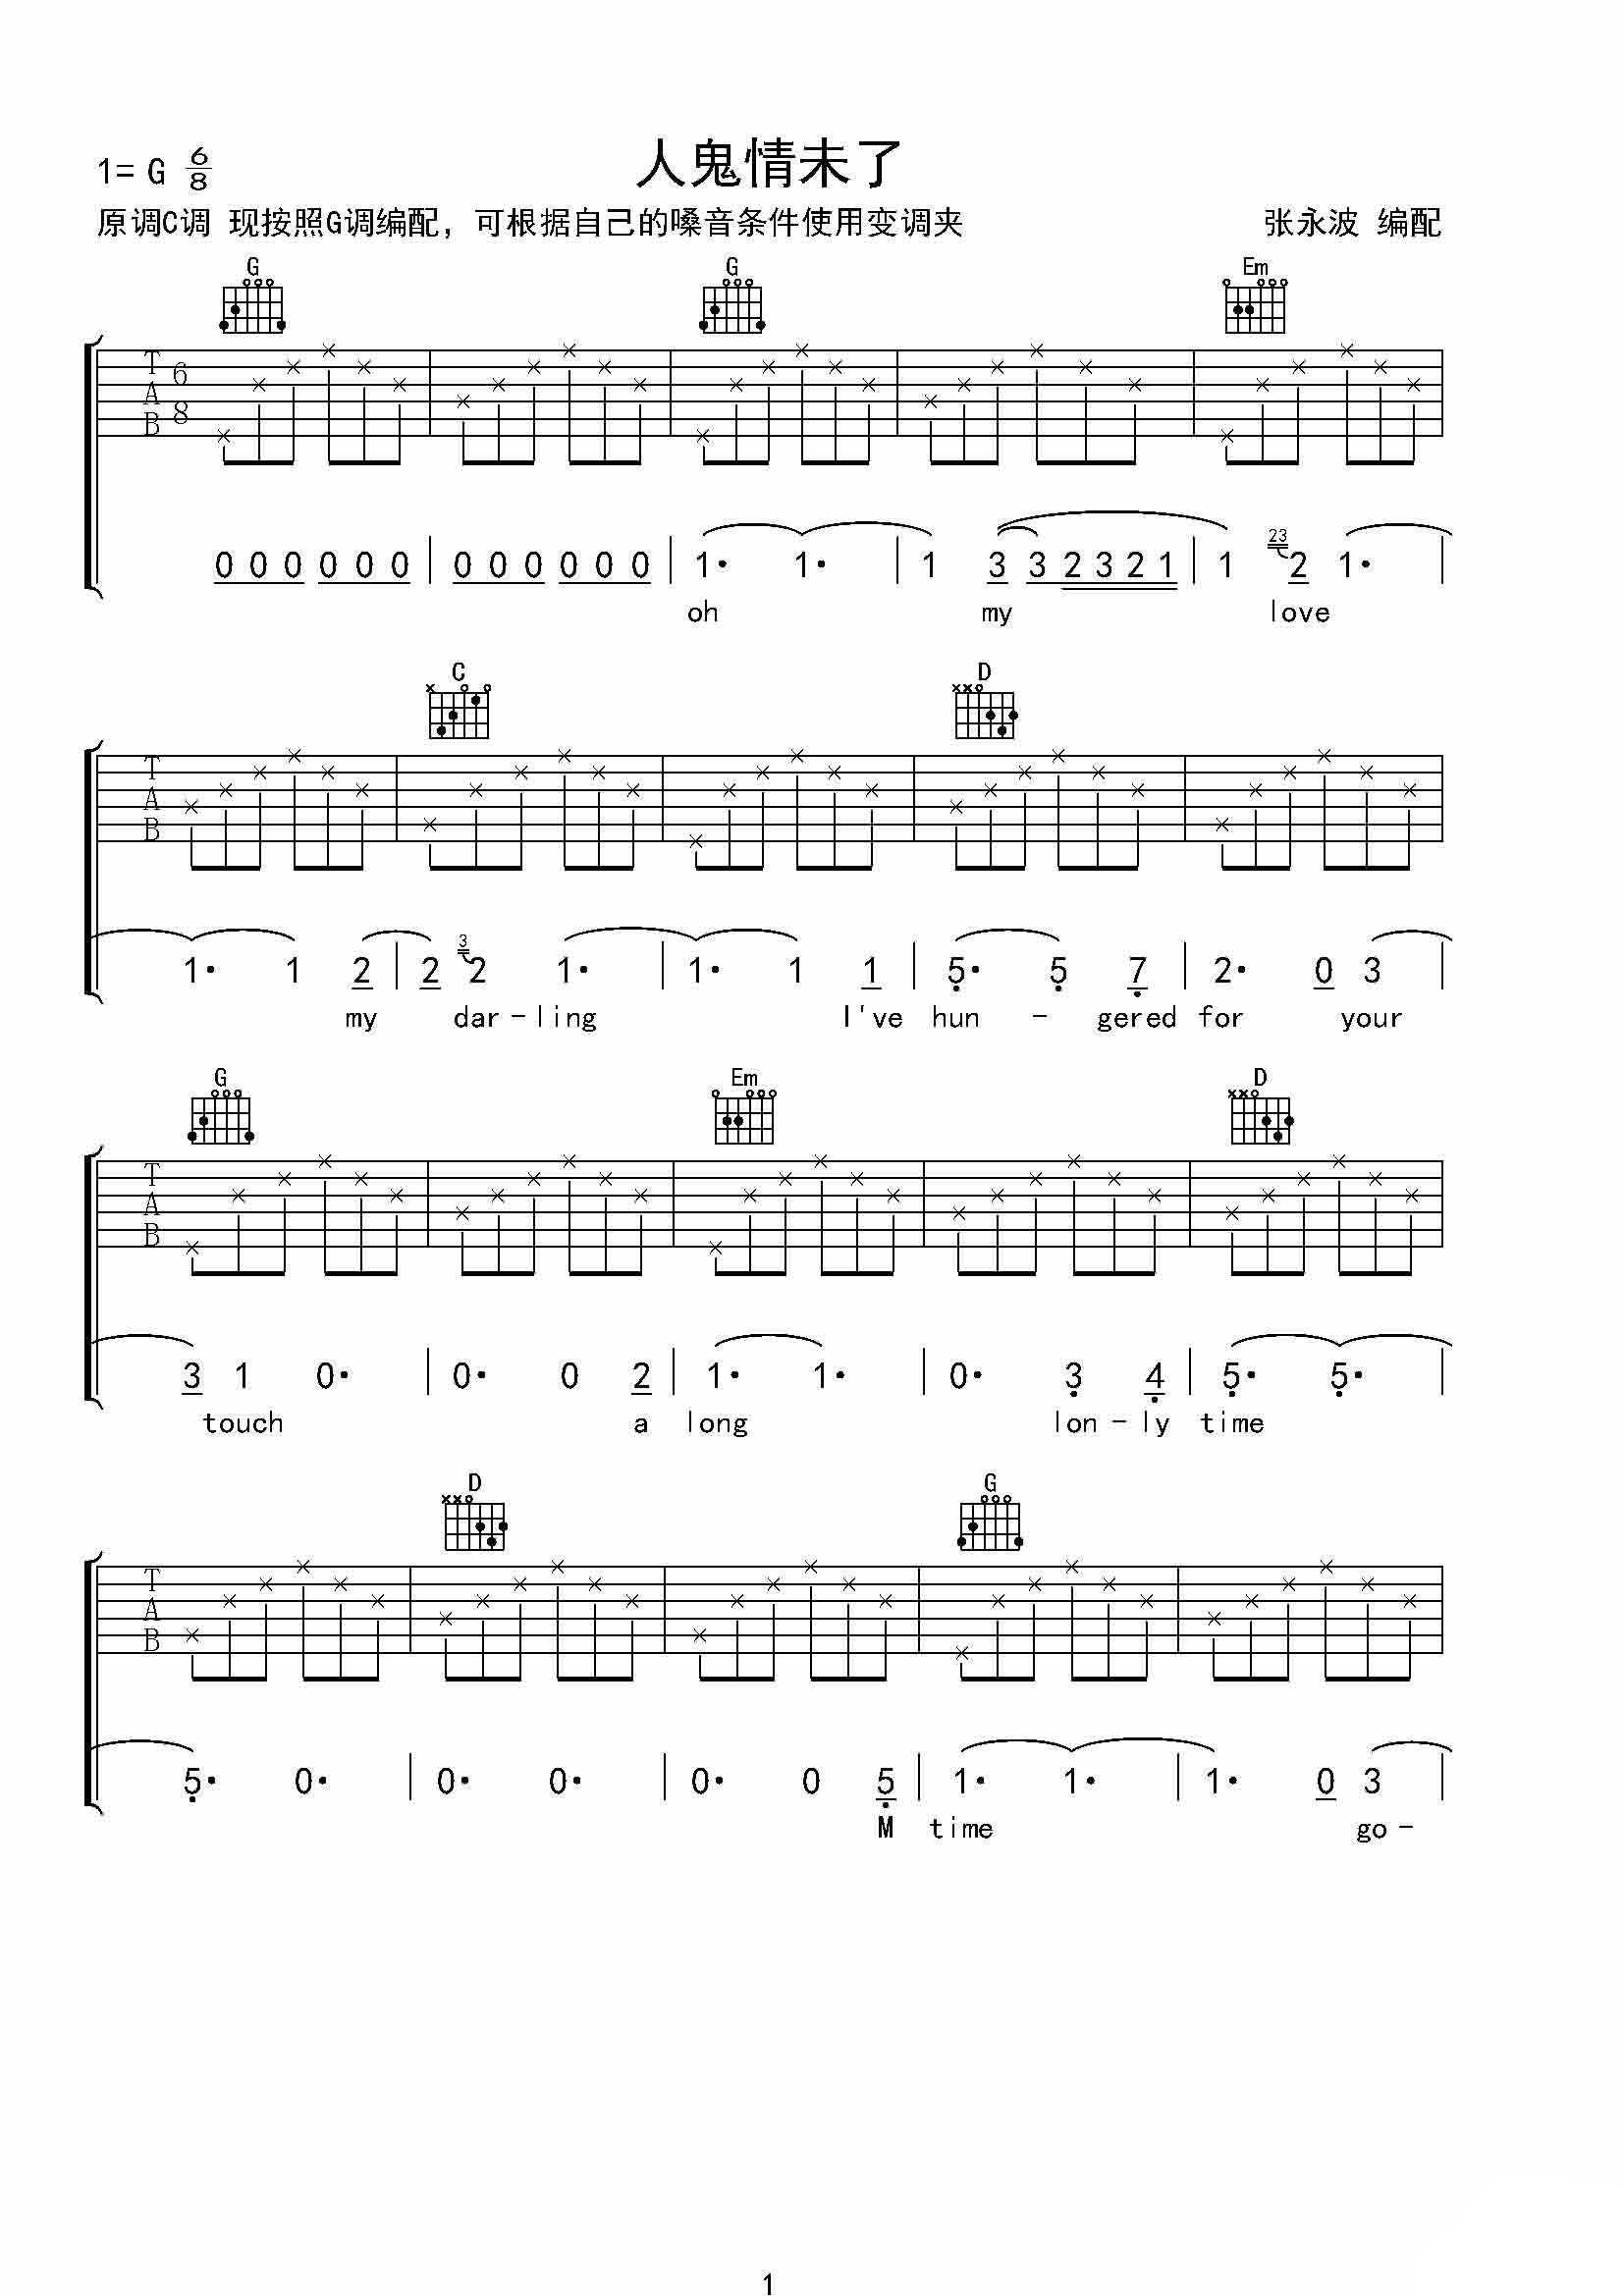 人鬼情未了
1= G 6/8
原调C调 现按照G调编配，可根据自己的嗓音条件使用变调夹 张永波 编配
G G Em
T A B 6 8
0 0 0 0 0 0 0 0 0 0 0 0 1· 1· 1 3 3 2 3 2 1 1 23 2 1·
oh my love
C D
T A B
1· 1 2 2 3 2 1· 1· 1 1 5· 5 7 2· 0 3
my dar-ling I've hun - gered for your
G Em D
T A B
3 1 0· 0· 0 2 1· 1· 0· 3 4 5· 5·
touch a long lon-ly time
D G
T A B
5· 0· 0· 0· 0· 0 5 1· 1· 1· 0 3
M time go-
1